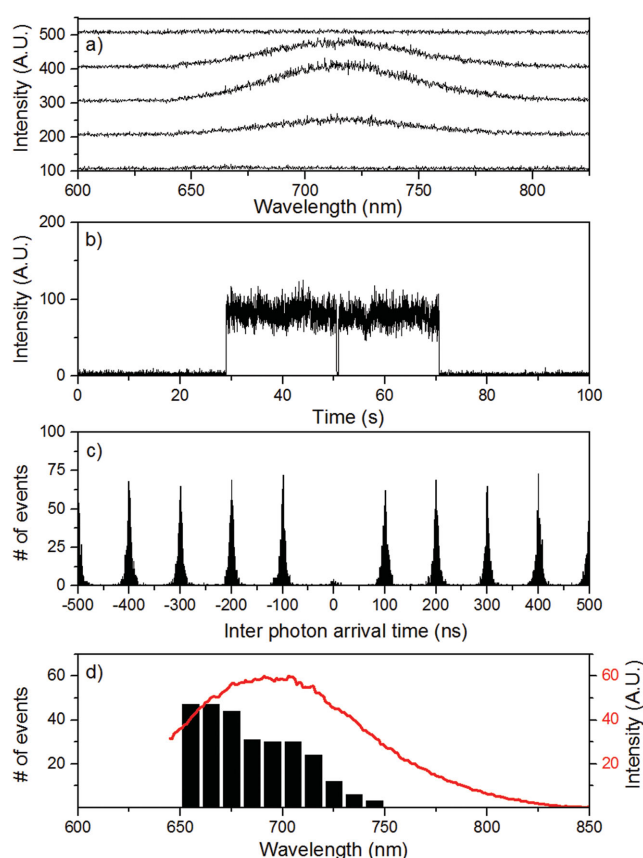 a)
Intensity (A.U.)
500
400
300
200
100
600 650 700 750 800
Wavelength (nm)
b)
Intensity (A.U.)
200
100
0
0 20 40 60 80 100
Time (s)
c)
# of events
100
75
50
25
0
-500 -400 -300 -200 -100 0 100 200 300 400 500
Inter photon arrival time (ns)
d)
# of events
60
40
20
60
40
20
Intensity (A.U.)
600 650 700 750 800 850
Wavelength (nm)